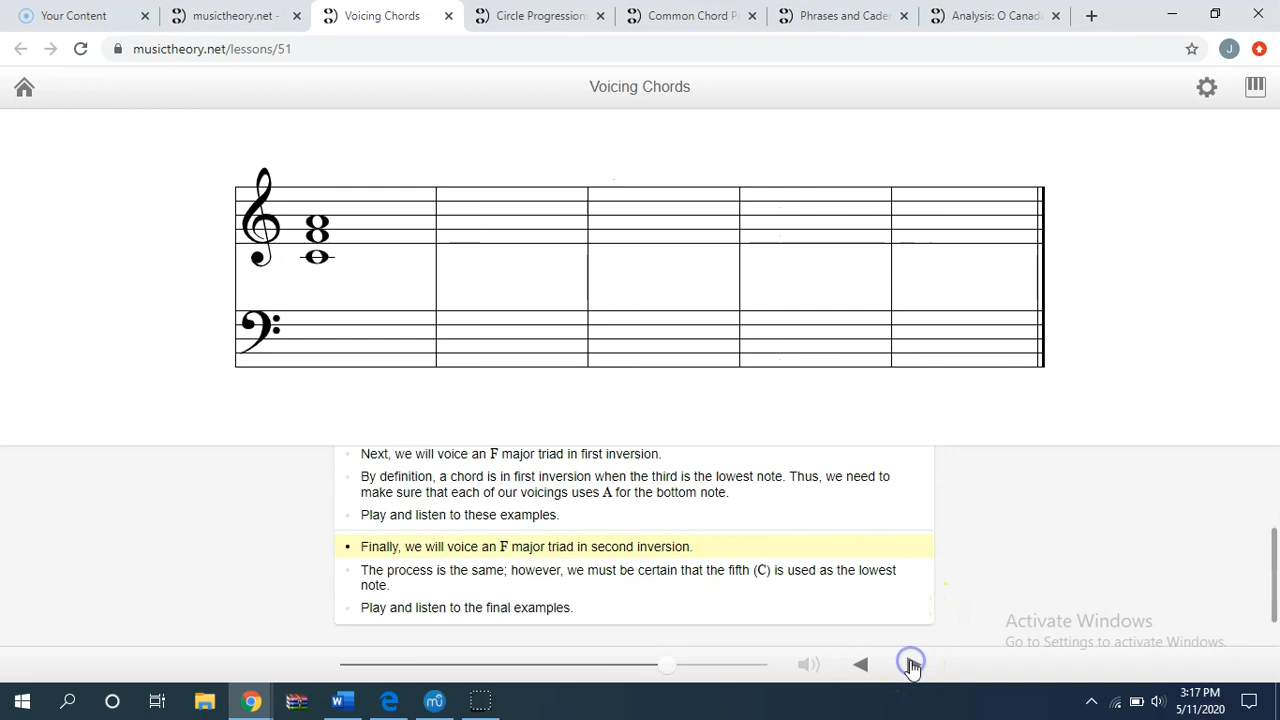 Your Content
musictheory.net -
Voicing Chords
Circle Progression
Common Chord P
Phrases and Caden
Analysis: O Canada
musictheory.net/lessons/51
J
Voicing Chords
Next, we will voice an F major triad in first inversion.
By definition, a chord is in first inversion when the third is the lowest note. Thus, we need to
make sure that each of our voicings uses A for the bottom note.
Play and listen to these examples.
• Finally, we will voice an F major triad in second inversion.
The process is the same; however, we must be certain that the fifth (C) is used as the lowest
note.
Play and listen to the final examples.
Activate Windows
Go to Settings to activate Windows.
3:17 PM
5/11/2020